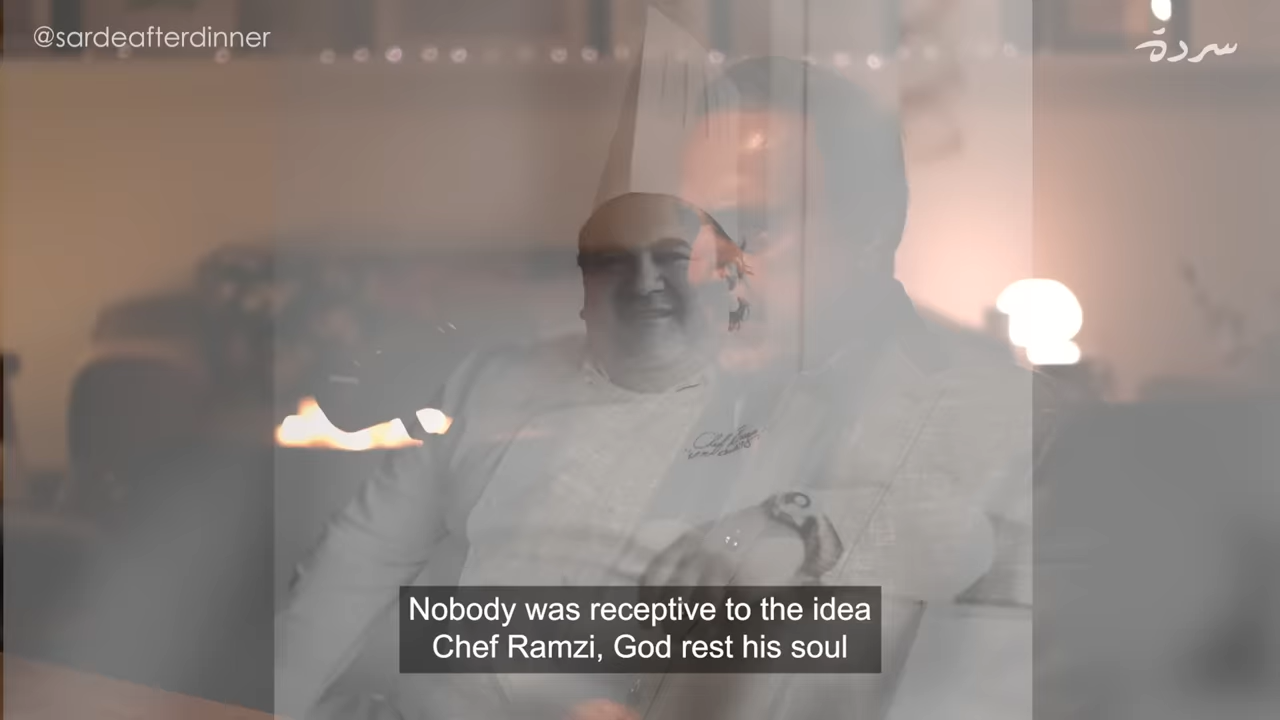 @sardeafterdinner
سردة
Nobody was receptive to the idea
Chef Ramzi, God rest his soul